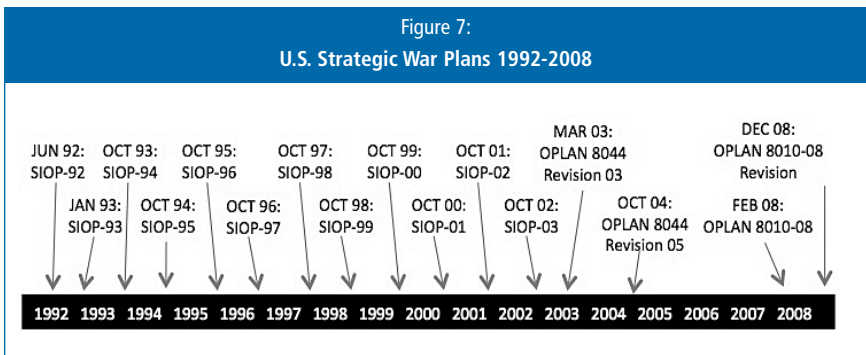 Figure 7:
U.S. Strategic War Plans 1992-2008
JUN 92:
SIOP-92
JAN 93:
SIOP-93
OCT 93:
SIOP-94
OCT 94:
SIOP-95
OCT 95:
SIOP-96
OCT 96:
SIOP-97
OCT 97:
SIOP-98
OCT 98:
SIOP-99
OCT 99:
SIOP-00
OCT 00:
SIOP-01
OCT 01:
SIOP-02
OCT 02:
SIOP-03
MAR 03:
OPLAN 8044
Revision 03
OCT 04:
OPLAN 8044
Revision 05
FEB 08:
OPLAN 8010-08
DEC 08:
OPLAN 8010-08
Revision
1992 1993 1994 1995 1996 1997 1998 1999 2000 2001 2002 2003 2004 2005 2006 2007 2008